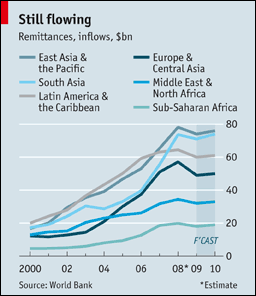 Still flowing
Remittances, inflows, $bn
East Asia &
the Pacific
South Asia
Latin America &
the Caribbean
Europe &
Central Asia
Middle East &
North Africa
Sub-Saharan Africa
80
60
40
20
0
F'CAST
2000 02 04 06 08* 09 10
Source: World Bank
*Estimate